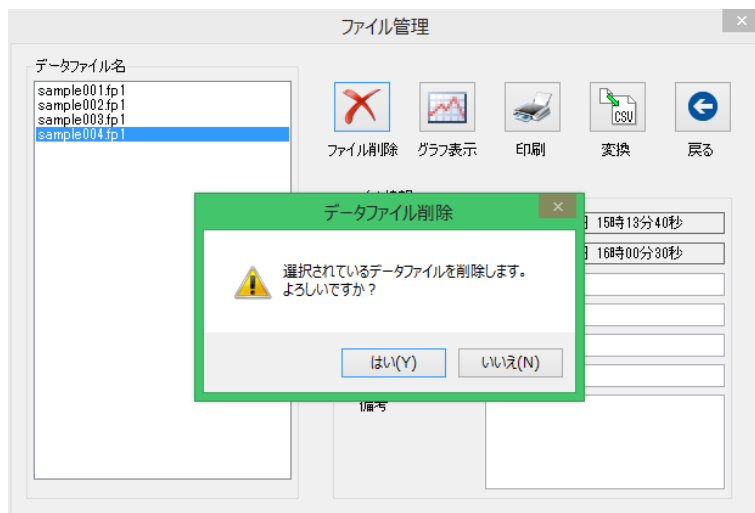 ファイル管理
データファイル名
sample001.fp1
sample002.fp1
sample003.fp1
sample004.fp1
CSV
ファイル削除 グラフ表示 印刷 変換 戻る
データファイル削除
15時13分40秒
16時00分30秒
選択されているデータファイルを削除します。
よろしいですか？
はい(Y) いいえ(N)
備考